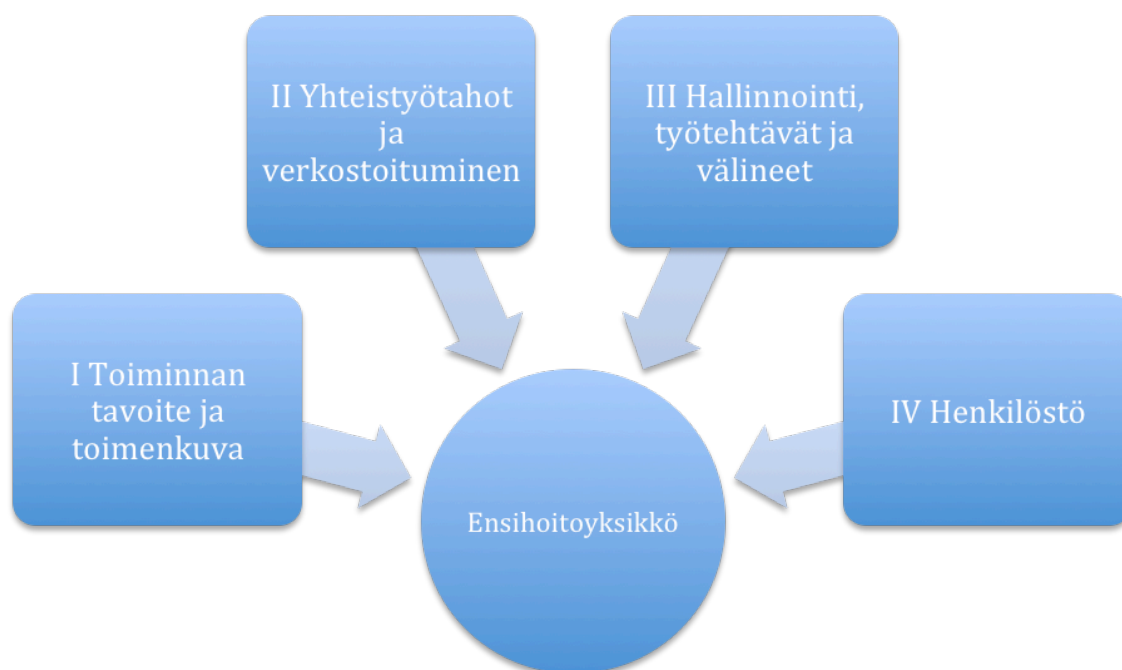 II Yhteistyötahot
ja
verkostoituminen
III Hallinnointi,
työtehtävät ja
välineet
I Toiminnan
tavoite ja
toimenkuva
IV Henkilöstö
Ensihoitoyksikkö